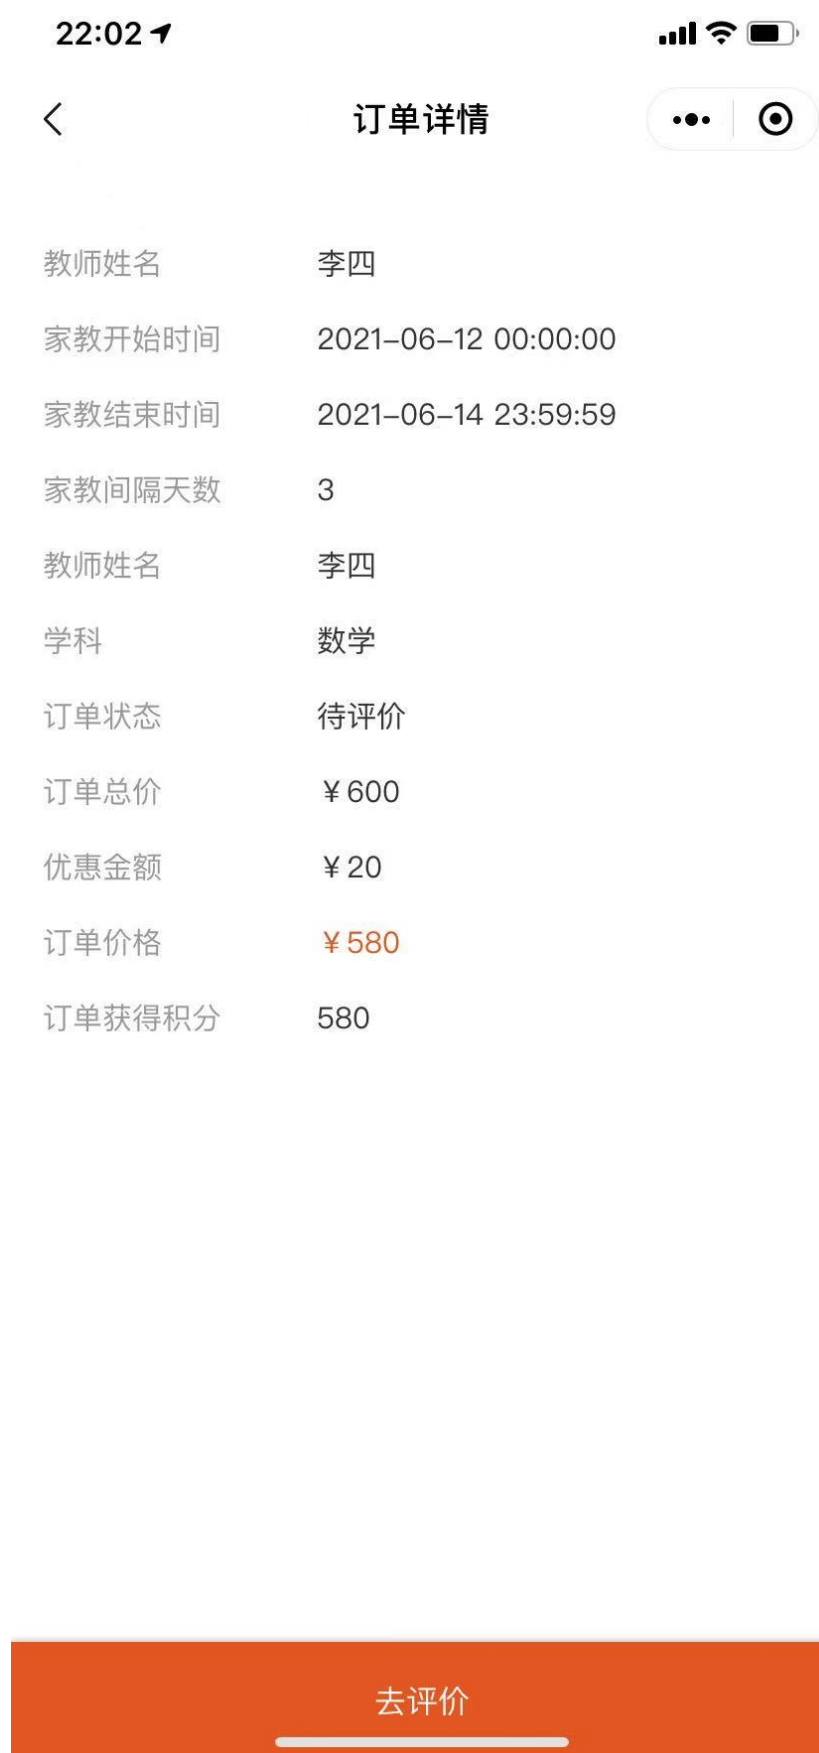 22:02
订单详情
教师姓名 李四
家教开始时间 2021-06-12 00:00:00
家教结束时间 2021-06-14 23:59:59
家教间隔天数 3
教师姓名 李四
学科 数学
订单状态 待评价
订单总价 ¥600
优惠金额 ¥20
订单价格 ¥580
订单获得积分 580
去评价